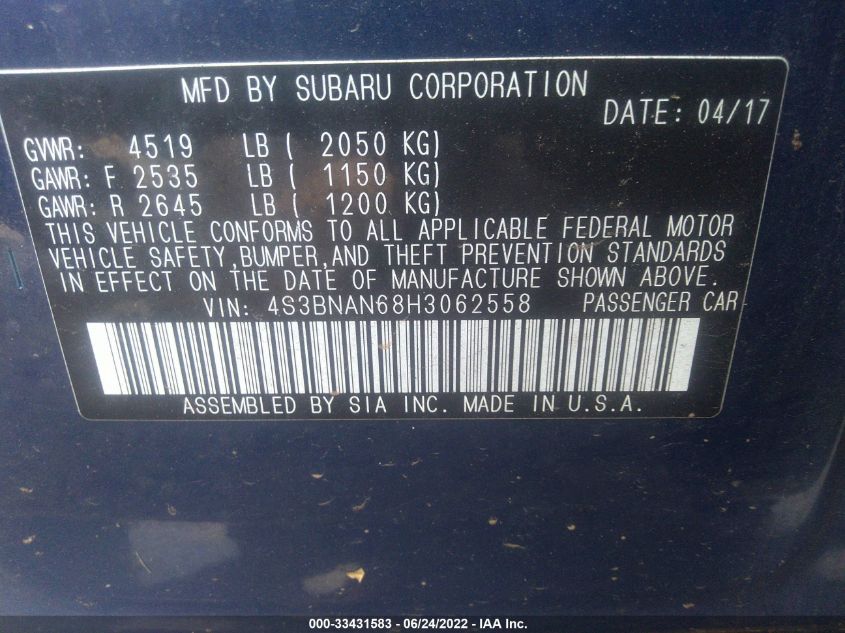 MFD BY SUBARU CORPORATION
DATE: 04/17
GVWR: 4519 LB ( 2050 KG)
GAWR: F 2535 LB ( 1150 KG)
GAWR: R 2645 LB ( 1200 KG)
THIS VEHICLE CONFORMS TO ALL APPLICABLE FEDERAL MOTOR
VEHICLE SAFETY, BUMPER, AND THEFT PREVENTION STANDARDS
IN EFFECT ON THE DATE OF MANUFACTURE SHOWN ABOVE.
VIN: 4S3BNAN68H3062558 PASSENGER CAR
ASSEMBLED BY SIA INC. MADE IN U.S.A.
000-33431583 / 06/24/2022 - IAA Inc.